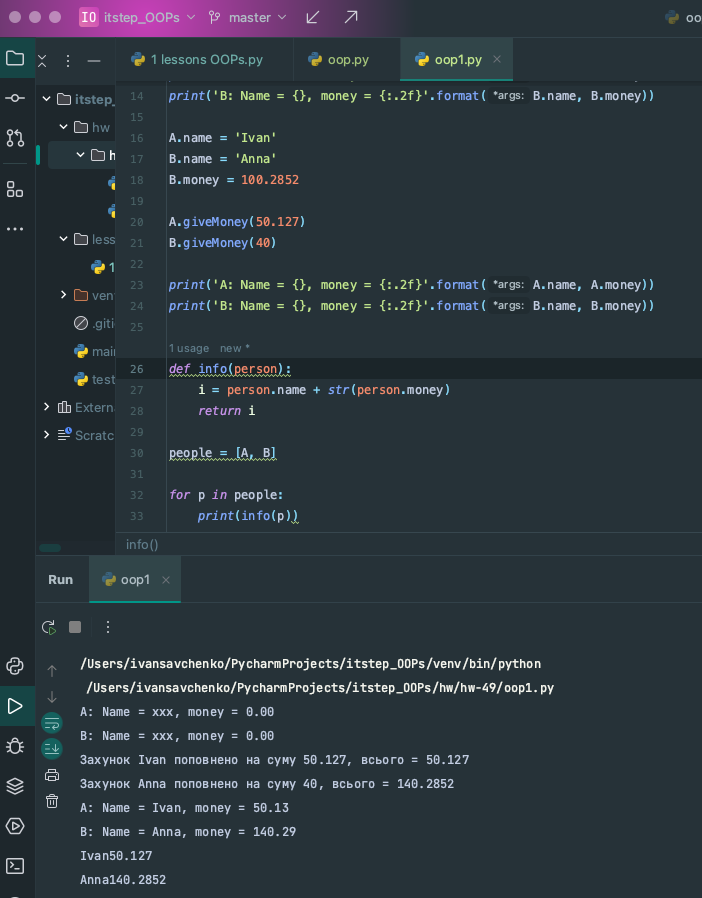 IO itstep_OOPs master oo
1 lessons OOPs.py oop.py oop1.py
itstep_
hw
h
less
1
ven
.giti
mair
test
Extern
Scratc
14 print('B: Name = {}, money = {:.2f}'.format( *args: B.name, B.money))
15
16 A.name = 'Ivan'
17 B.name = 'Anna'
18 B.money = 100.2852
19
20 A.giveMoney(50.127)
21 B.giveMoney(40)
22
23 print('A: Name = {}, money = {:.2f}'.format( *args: A.name, A.money))
24 print('B: Name = {}, money = {:.2f}'.format( *args: B.name, B.money))
25
1 usage new *
26 def info(person):
27 i = person.name + str(person.money)
28 return i
29
30 people = [A, B]
31
32 for p in people:
33 print(info(p))
info()
Run oop1
/Users/ivansavchenko/PycharmProjects/itstep_OOPs/venv/bin/python
/Users/ivansavchenko/PycharmProjects/itstep_OOPs/hw/hw-49/oop1.py
A: Name = xxx, money = 0.00
B: Name = xxx, money = 0.00
Захунок Ivan поповнено на суму 50.127, всього = 50.127
Захунок Anna поповнено на суму 40, всього = 140.2852
A: Name = Ivan, money = 50.13
B: Name = Anna, money = 140.29
Ivan50.127
Anna140.2852